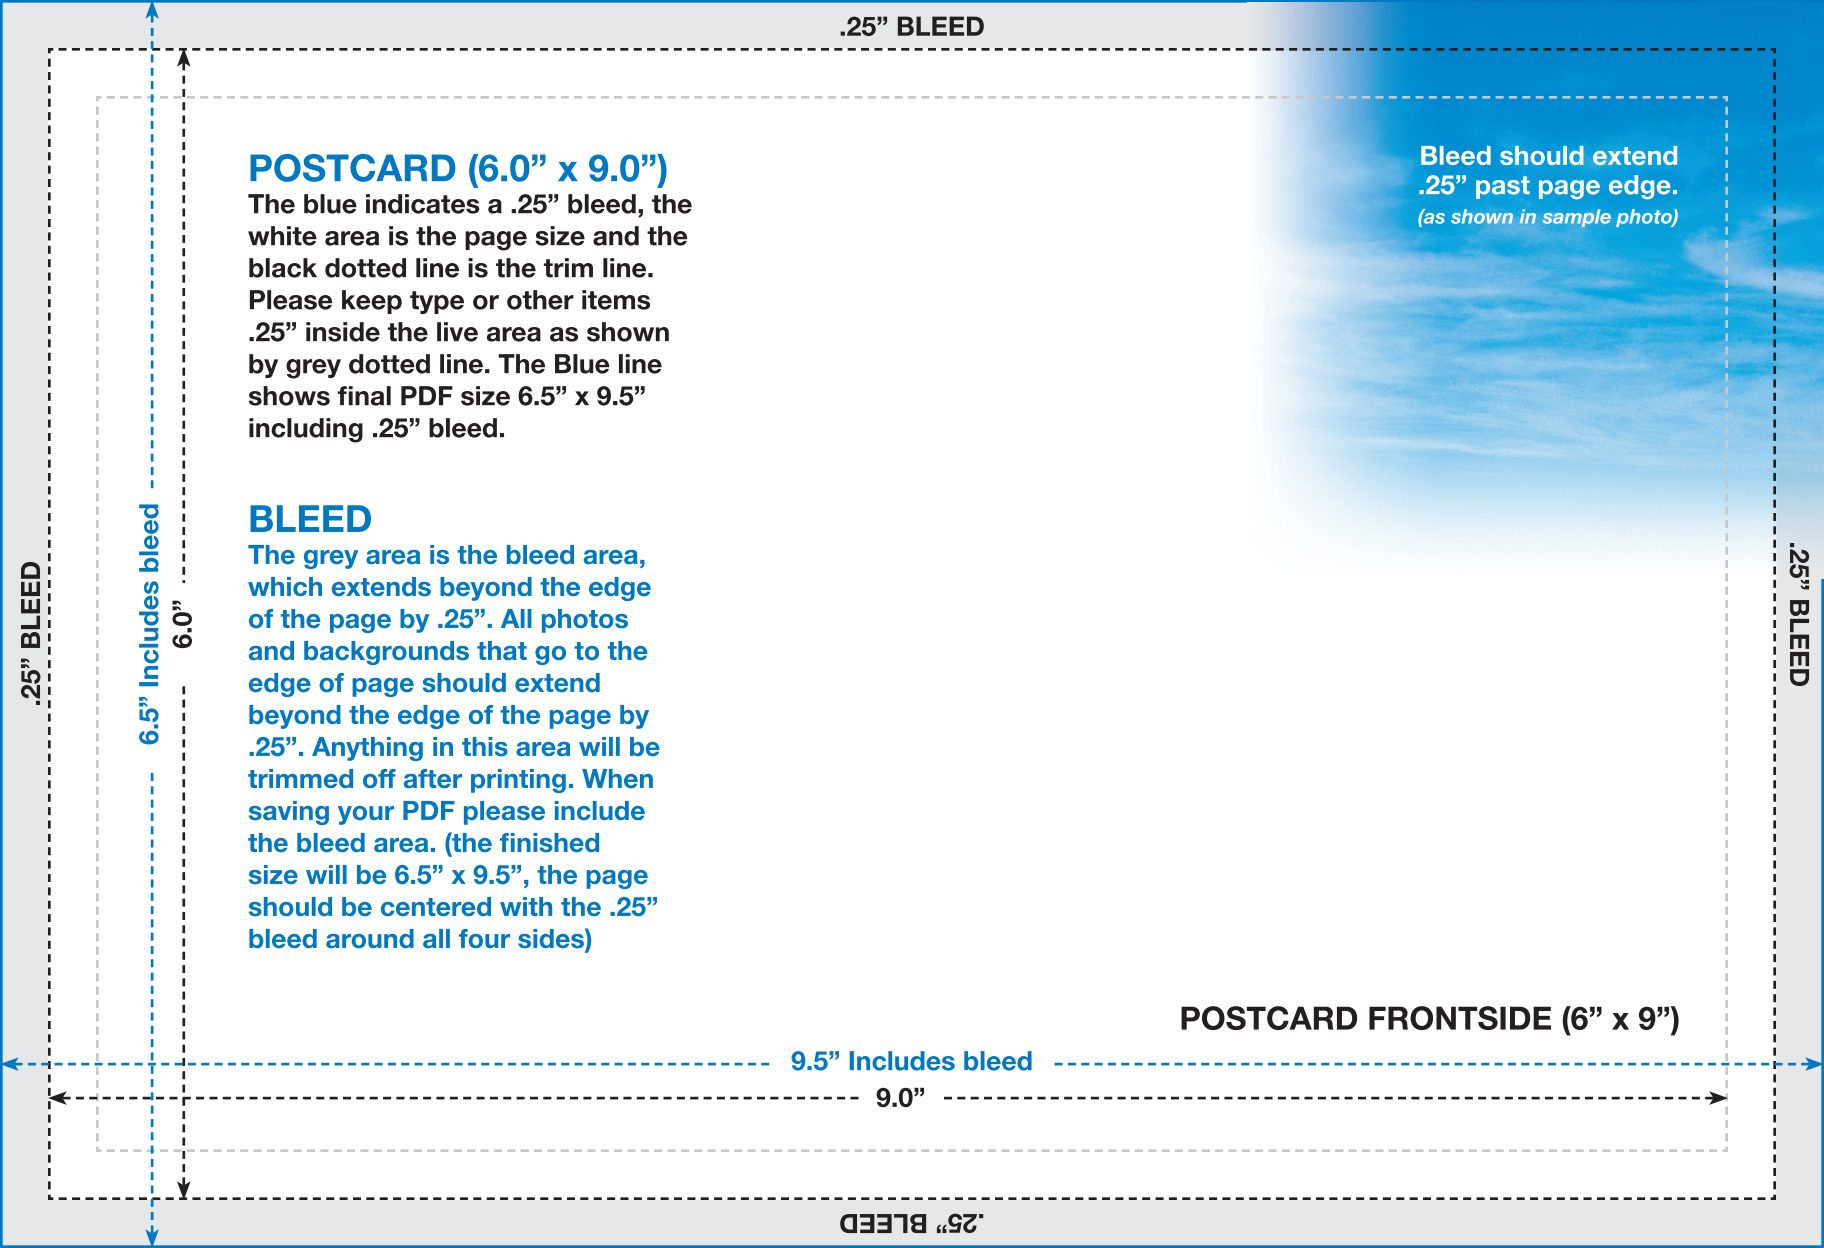 .25” BLEED
Bleed should extend
.25” past page edge.
(as shown in sample photo)
POSTCARD (6.0” x 9.0”)
The blue indicates a .25” bleed, the
white area is the page size and the
black dotted line is the trim line.
Please keep type or other items
.25” inside the live area as shown
by grey dotted line. The Blue line
shows final PDF size 6.5” x 9.5”
including .25” bleed.
BLEED
The grey area is the bleed area,
which extends beyond the edge
of the page by .25”. All photos
and backgrounds that go to the
edge of page should extend
beyond the edge of the page by
.25”. Anything in this area will be
trimmed off after printing. When
saving your PDF please include
the bleed area. (the finished
size will be 6.5” x 9.5”, the page
should be centered with the .25”
bleed around all four sides)
.25” BLEED
6.5” Includes bleed
6.0”
.25” BLEED
POSTCARD FRONTSIDE (6” x 9”)
9.5” Includes bleed
9.0”
.25” BLEED